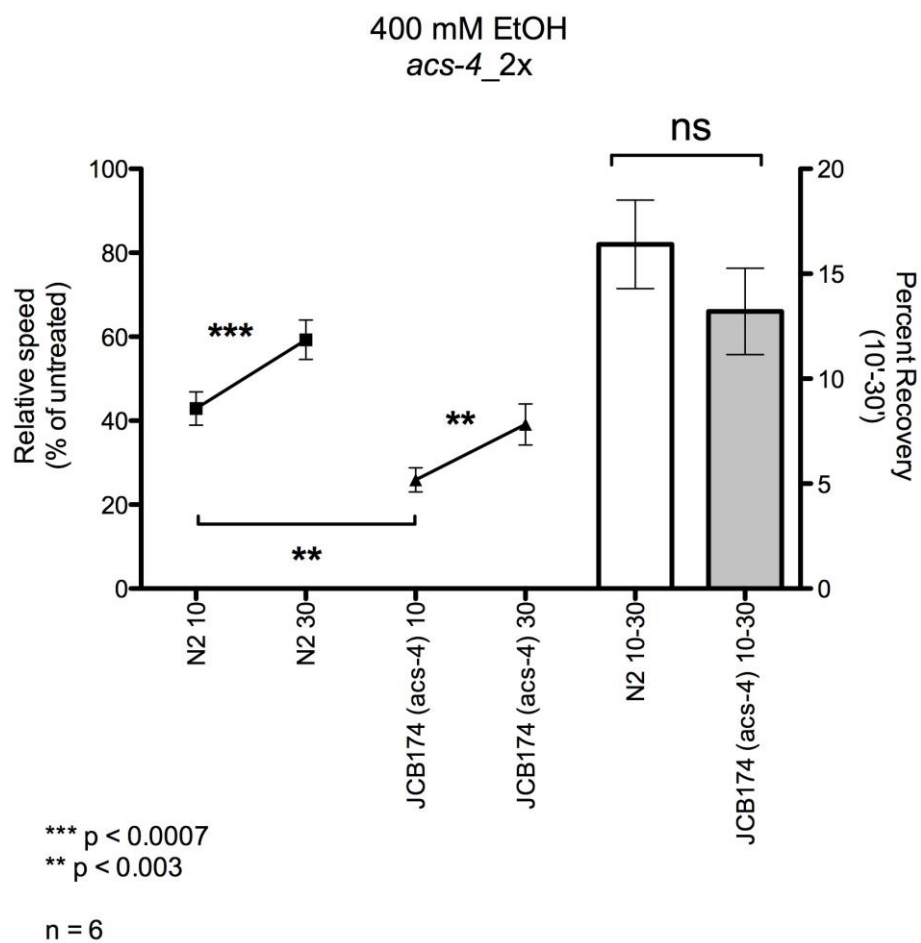 400 mM EtOH
acs-4_2x
ns
100
80
60
40
20
0
Relative speed
(% of untreated)
***
**
**
20
15
10
5
0
Percent Recovery
(10'-30')
N2 10
N2 30
JCB174 (acs-4) 10
JCB174 (acs-4) 30
N2 10-30
JCB174 (acs-4) 10-30
*** p < 0.0007
** p < 0.003
n = 6